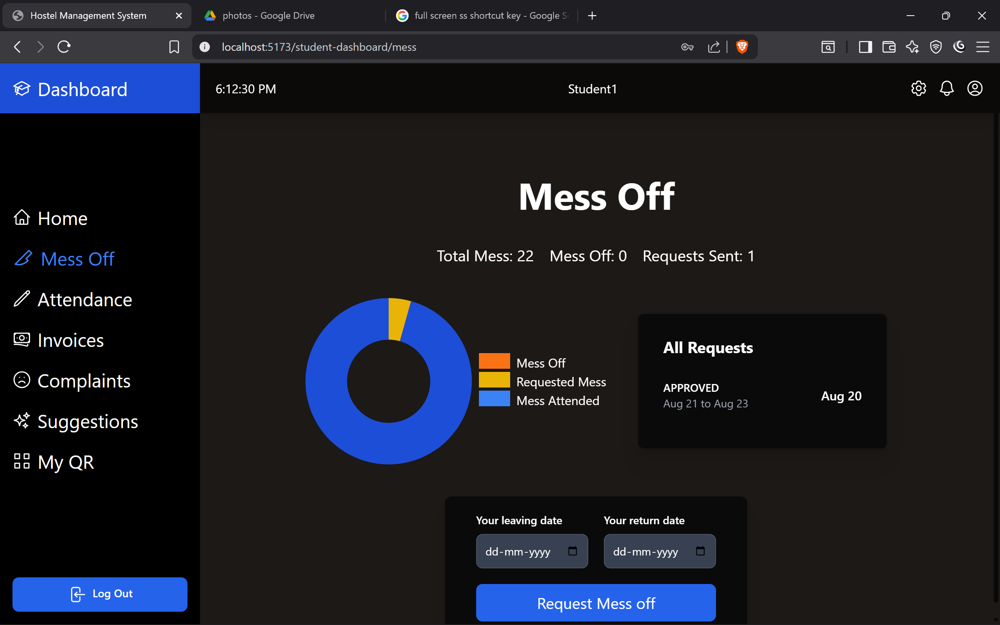 Hostel Management System
photos - Google Drive
full screen ss shortcut key - Google
localhost:5173/student-dashboard/mess
Dashboard
6:12:30 PM
Student1
Home
Mess Off
Attendance
Invoices
Complaints
Suggestions
My QR
Log Out
Mess Off
Total Mess: 22 Mess Off: 0 Requests Sent: 1
Mess Off
Requested Mess
Mess Attended
All Requests
APPROVED
Aug 21 to Aug 23
Aug 20
Your leaving date
Your return date
dd-mm-yyyy
dd-mm-yyyy
Request Mess off